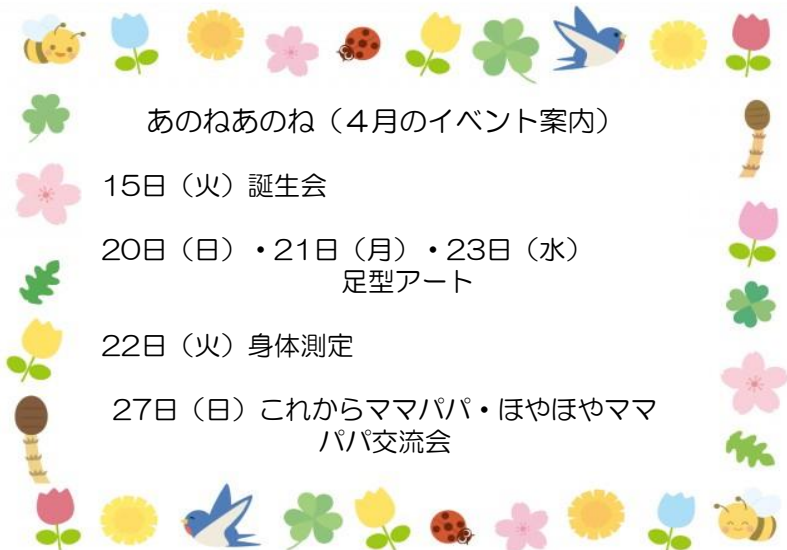 あのねあのね（４月のイベント案内）
15日（火）誕生会
20日（日）・21日（月）・23日（水）
足型アート
22日（火）身体測定
27日（日）これからママパパ・ほやほやママ
パパ交流会